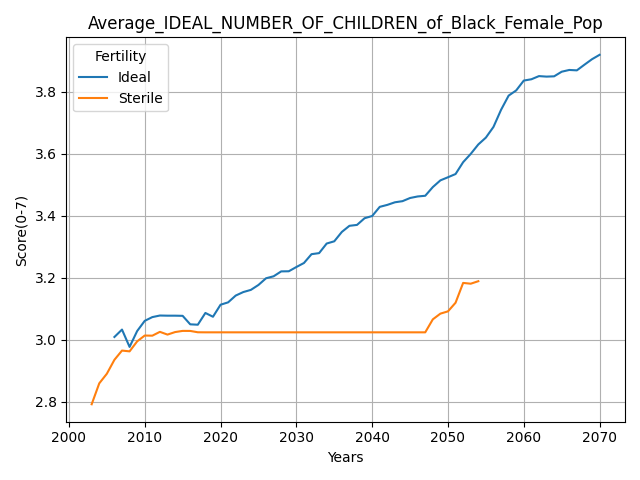 Average_IDEAL_NUMBER_OF_CHILDREN_of_Black_Female_Pop
Fertility
Ideal
Sterile
Score(0-7)
3.8
3.6
3.4
3.2
3.0
2.8
2000 2010 2020 2030 2040 2050 2060 2070
Years